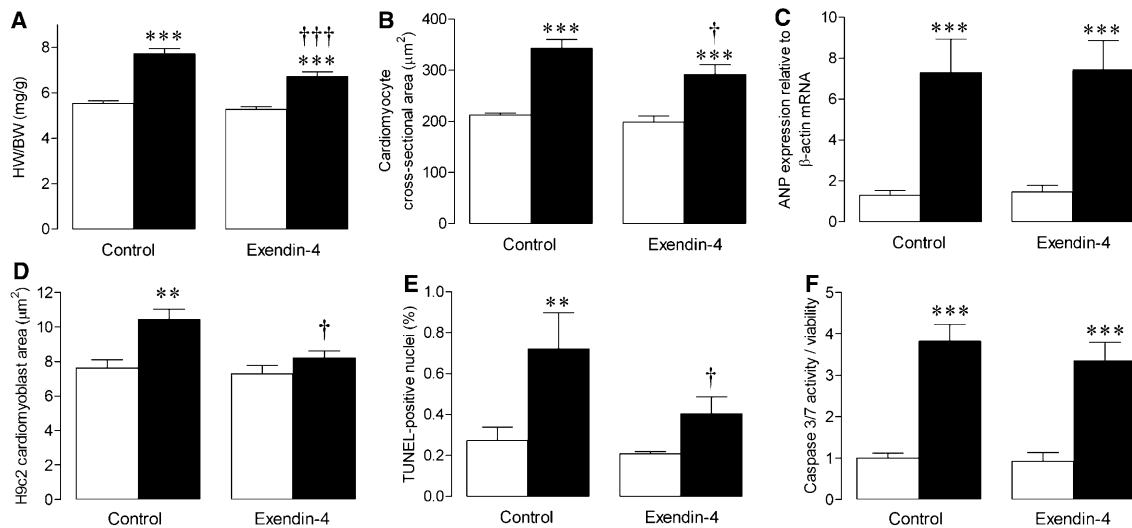 A
HW/BW (mg/g)
8
6
4
2
0
***
†††
***
Control
Exendin-4
B
Cardiomyocyte
cross-sectional area (μm²)
400
300
200
100
0
***
†
***
Control
Exendin-4
C
ANP expression relative to
β-actin mRNA
10
8
6
4
2
0
***
***
Control
Exendin-4
D
H9c2 cardiomyoblast area (μm²)
12
10
8
6
4
2
0
**
†
Control
Exendin-4
E
TUNEL-positive nuclei (%)
1.0
0.8
0.6
0.4
0.2
0.0
**
†
Control
Exendin-4
F
Caspase 3/7 activity / viability
5
4
3
2
1
0
***
***
Control
Exendin-4